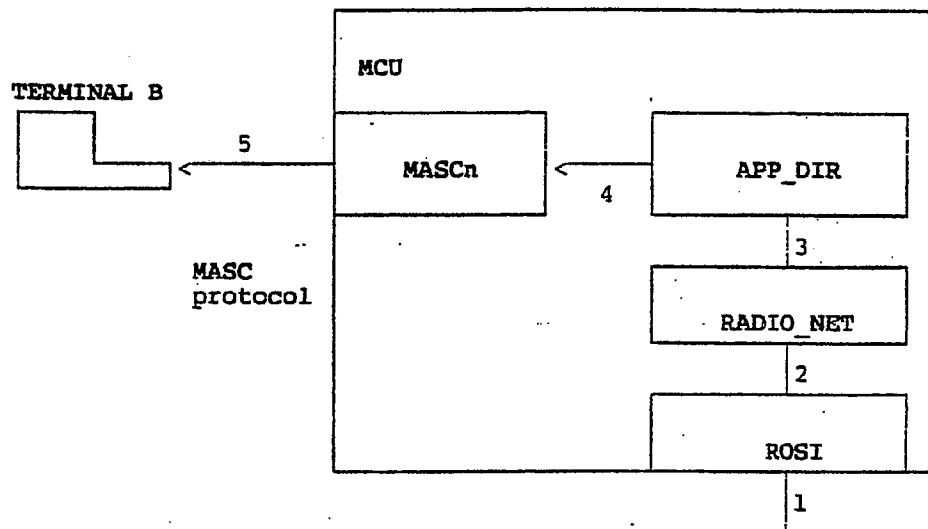 MCU
TERMINAL B
5
MASCn
4
APP_DIR
3
MASC
protocol
RADIO_NET
2
ROSI
1